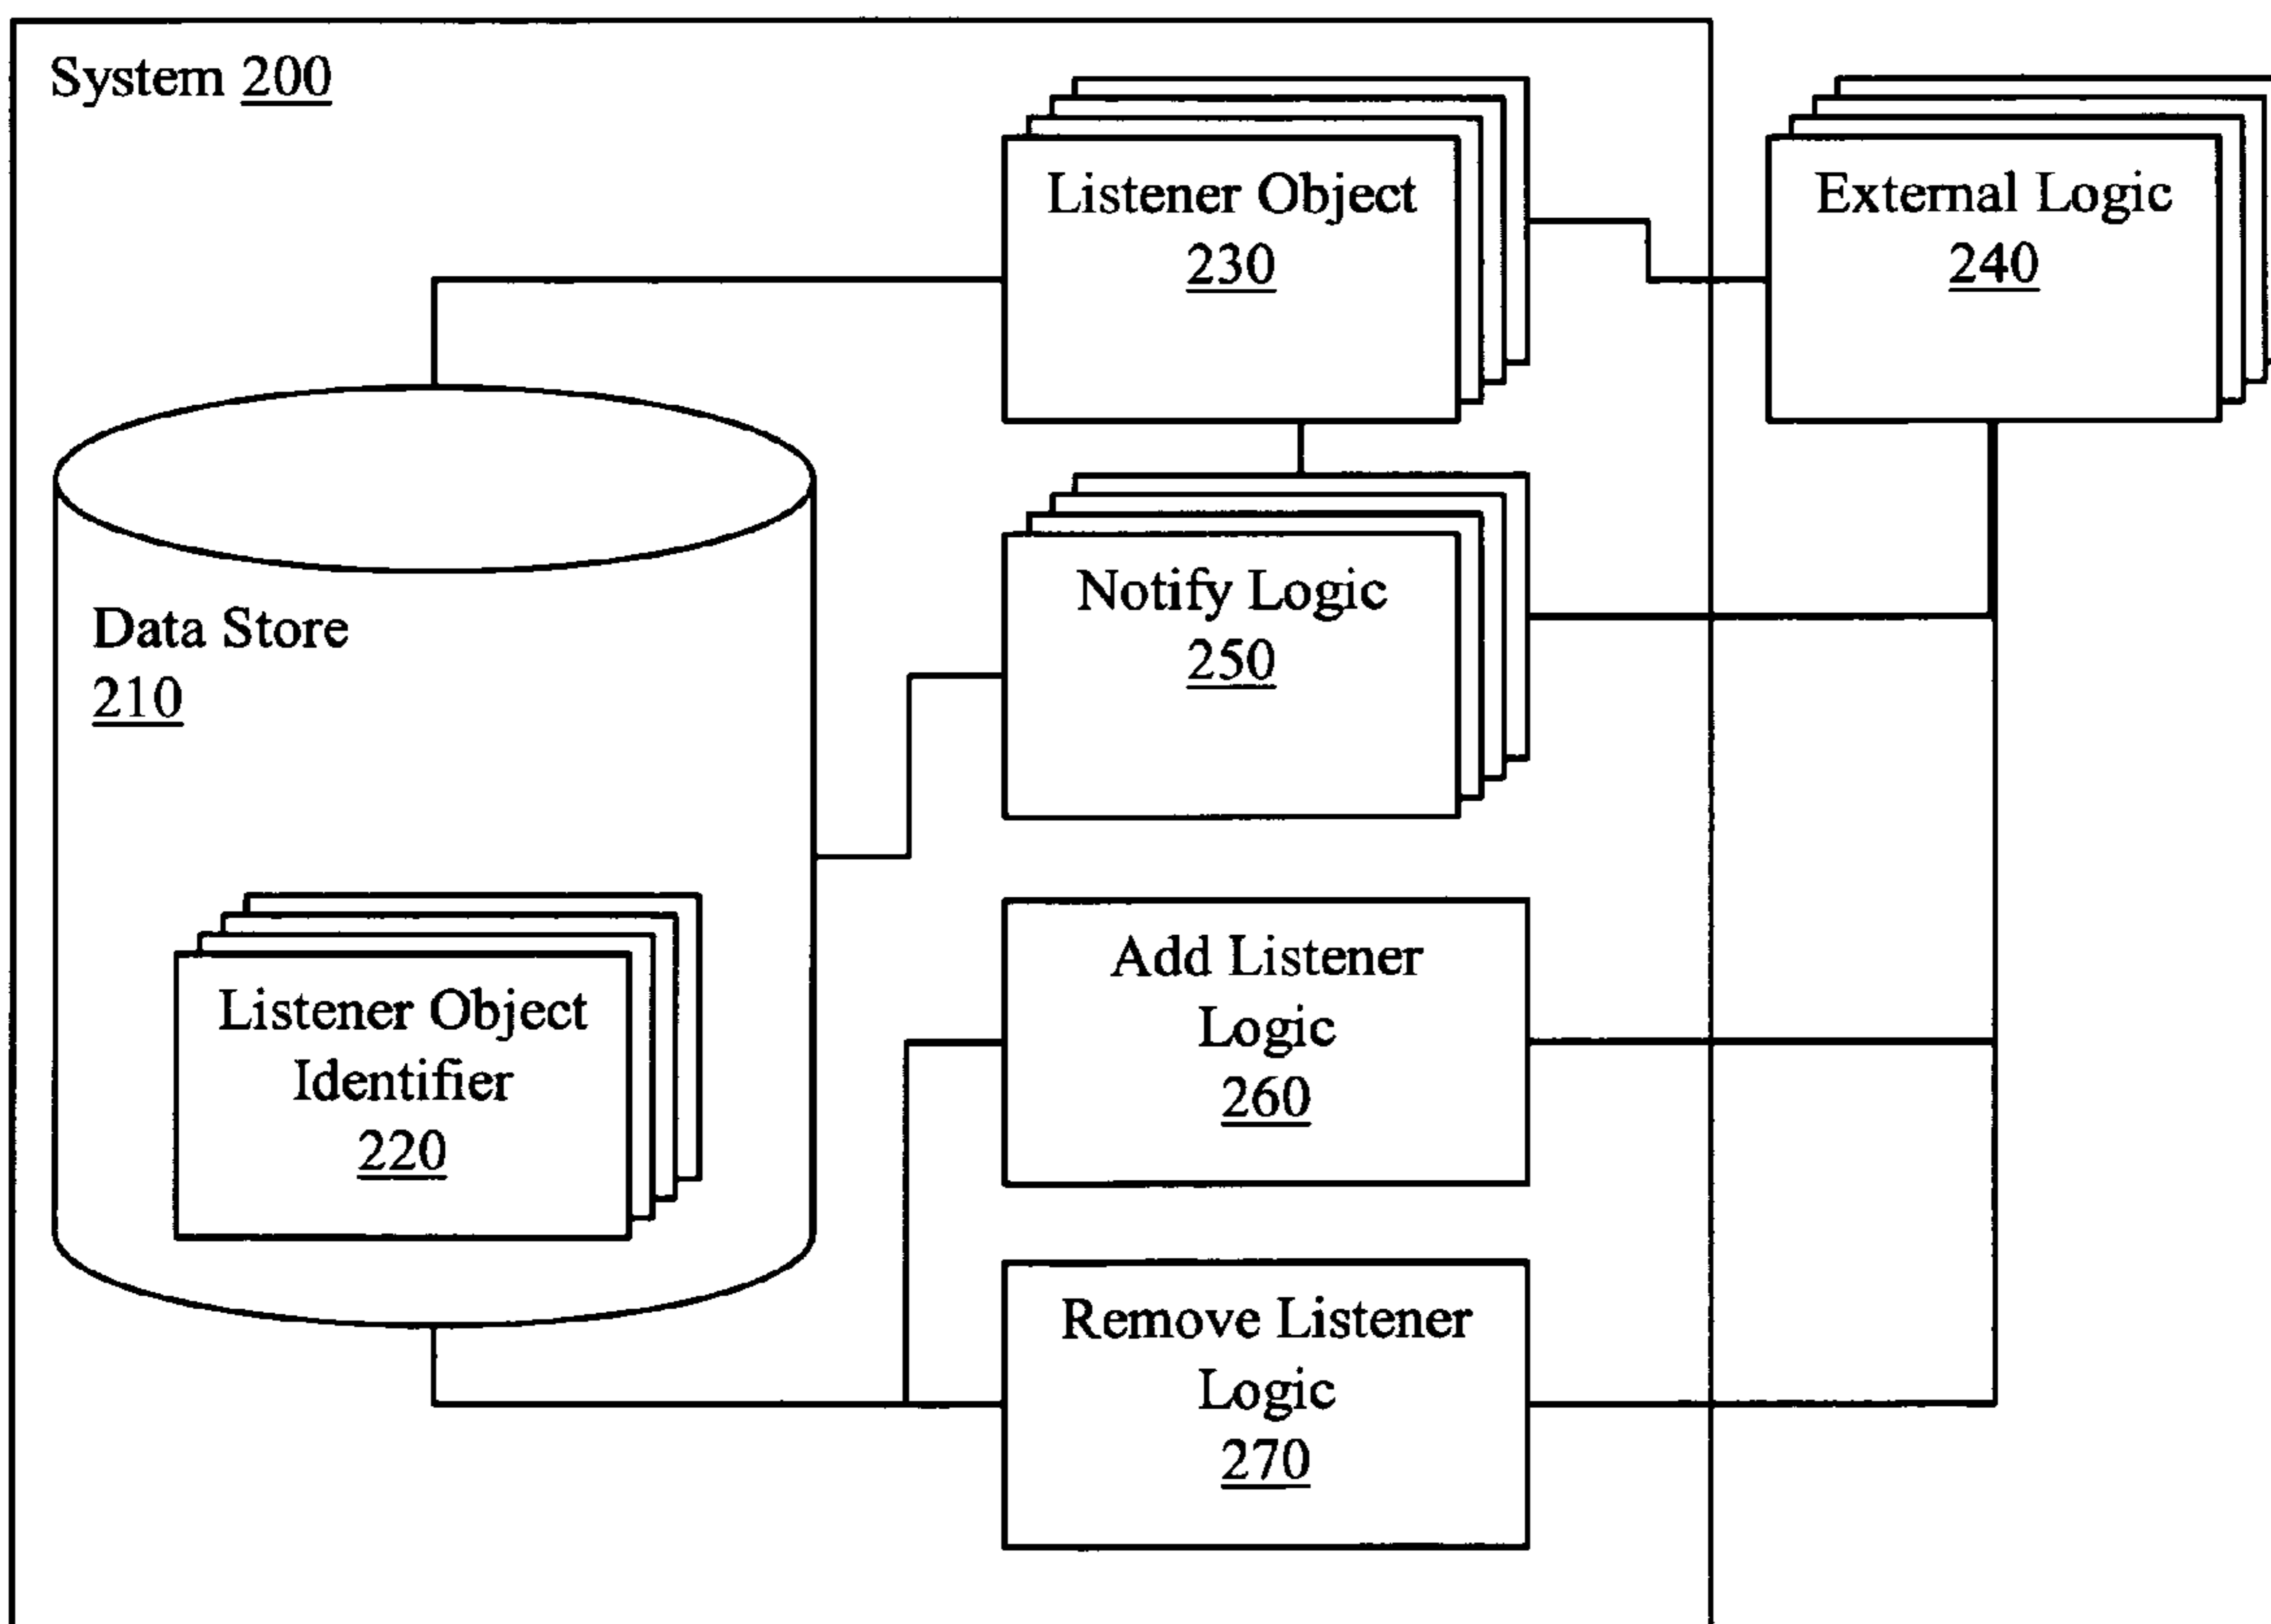 System 200
Listener Object
230
External Logic
240
Notify Logic
250
Data Store
210
Add Listener
Logic
260
Listener Object
Identifier
220
Remove Listener
Logic
270